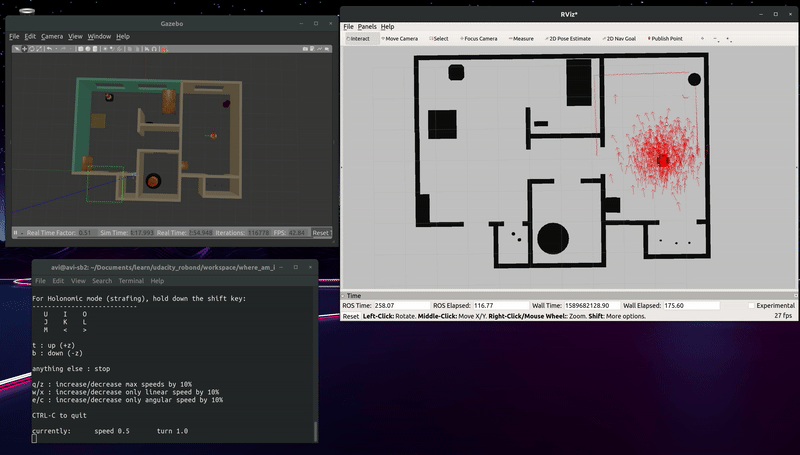 Gazebo
File Edit Camera View Window Help
Real Time Factor: 0.51 Sim Time: 1:17.993 Real Time: 2:54.948 Iterations: 116778 FPS: 42.84 Reset
RViz*
File Panels Help
Interact Move Camera Select Focus Camera Measure 2D Pose Estimate 2D Nav Goal Publish Point
Time
ROS Time: 258.07 ROS Elapsed: 116.77 Wall Time: 1589682128.90 Wall Elapsed: 175.60 Experimental
Reset Left-Click: Rotate. Middle-Click: Move X/Y. Right-Click/Mouse Wheel:: Zoom. Shift: More options. 27 fps
avi@avi-sb2: ~/Documents/learn/udacity_robond/workspace/where_am_i
File Edit View Search Terminal Help
For Holonomic mode (strafing), hold down the shift key:
---------------------------
U I O
J K L
M < >
t : up (+z)
b : down (-z)
anything else : stop
q/z : increase/decrease max speeds by 10%
w/x : increase/decrease only linear speed by 10%
e/c : increase/decrease only angular speed by 10%
CTRL-C to quit
currently: speed 0.5 turn 1.0